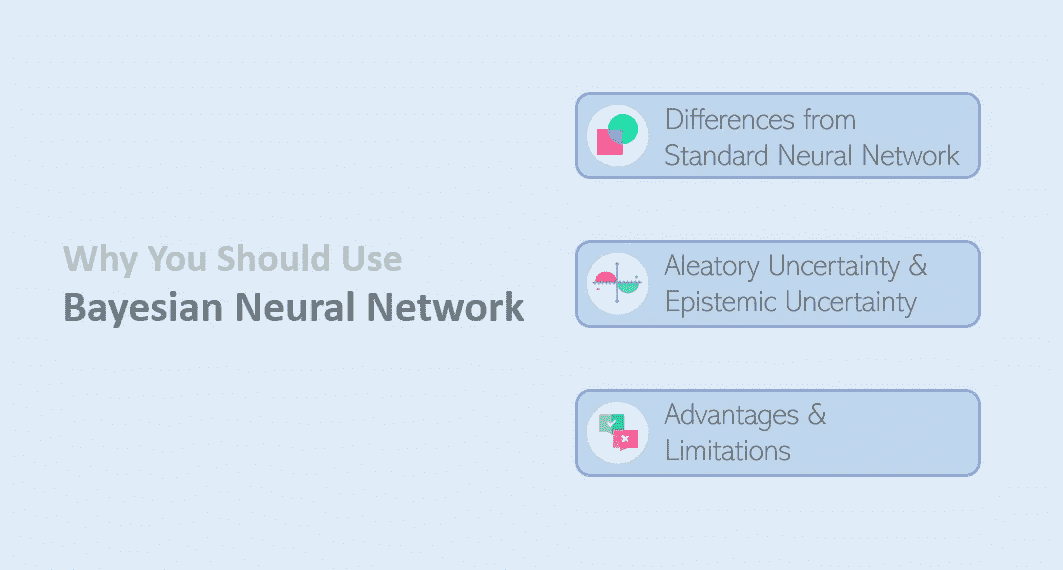 Why You Should Use
Bayesian Neural Network
Differences from
Standard Neural Network
Aleatory Uncertainty &
Epistemic Uncertainty
Advantages &
Limitations